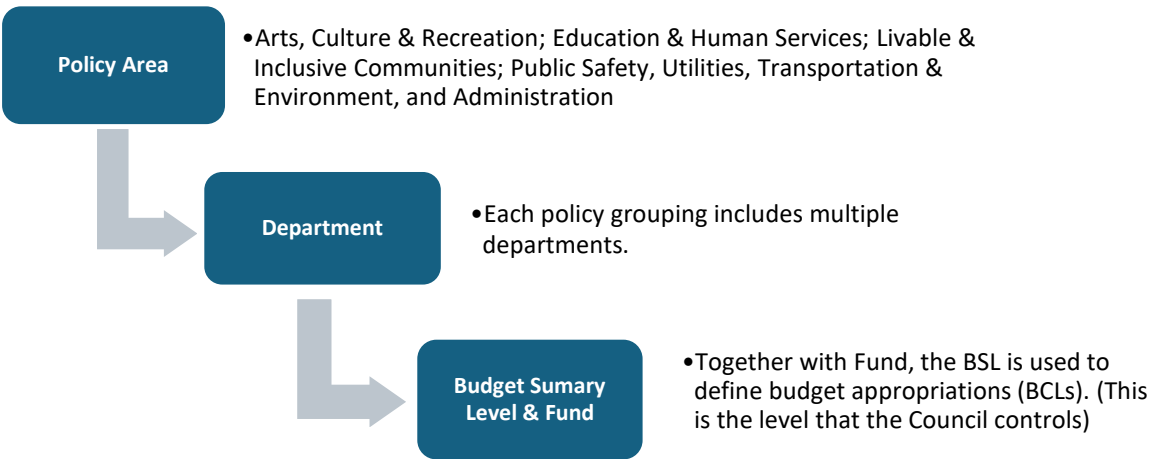 Policy Area
•Arts, Culture & Recreation; Education & Human Services; Livable &
Inclusive Communities; Public Safety, Utilities, Transportation &
Environment, and Administration
Department
•Each policy grouping includes multiple
departments.
Budget Sumary
Level & Fund
•Together with Fund, the BSL is used to
define budget appropriations (BCLs). (This
is the level that the Council controls)